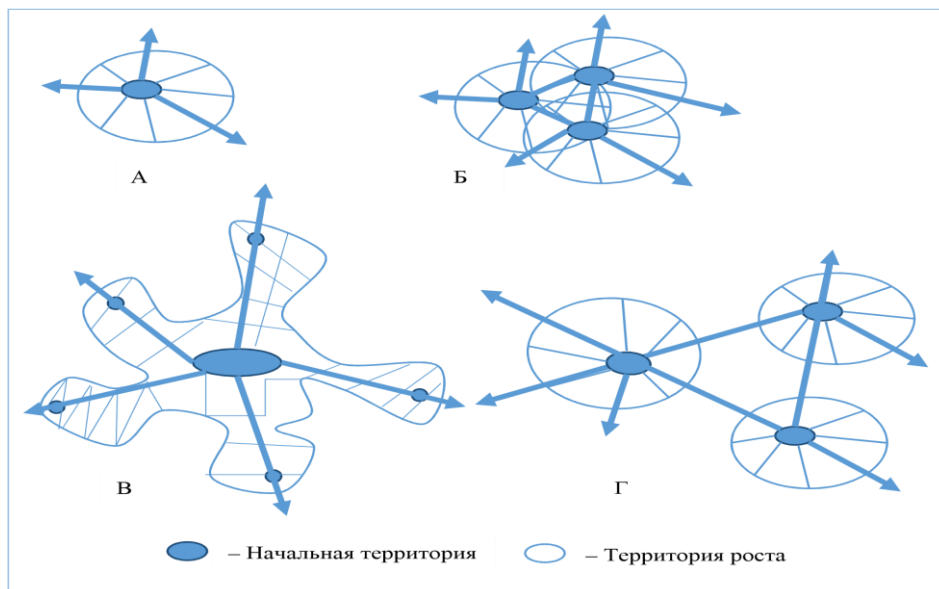 А
Б
В
Г
– Начальная территория
– Территория роста